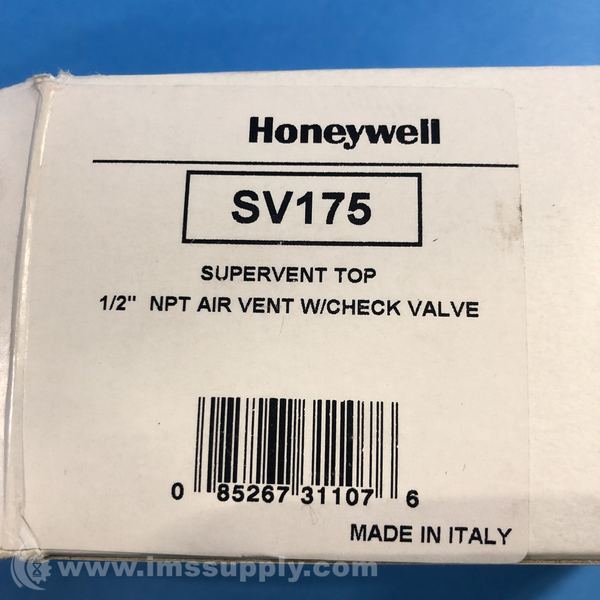 Honeywell
SV175
SUPERVENT TOP
1/2" NPT AIR VENT W/CHECK VALVE
0 85267 31107 6
MADE IN ITALY
www.imssupply.com